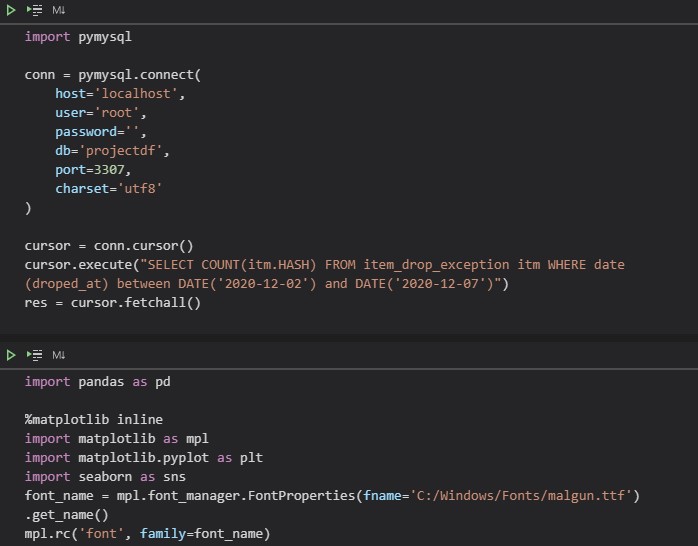 M↓
import pymysql
conn = pymysql.connect(
    host='localhost',
    user='root',
    password='',
    db='projectdf',
    port=3307,
    charset='utf8'
)
cursor = conn.cursor()
cursor.execute("SELECT COUNT(itm.HASH) FROM item_drop_exception itm WHERE date
(droped_at) between DATE('2020-12-02') and DATE('2020-12-07')")
res = cursor.fetchall()
M↓
import pandas as pd
%matplotlib inline
import matplotlib as mpl
import matplotlib.pyplot as plt
import seaborn as sns
font_name = mpl.font_manager.FontProperties(fname='C:/Windows/Fonts/malgun.ttf')
.get_name()
mpl.rc('font', family=font_name)